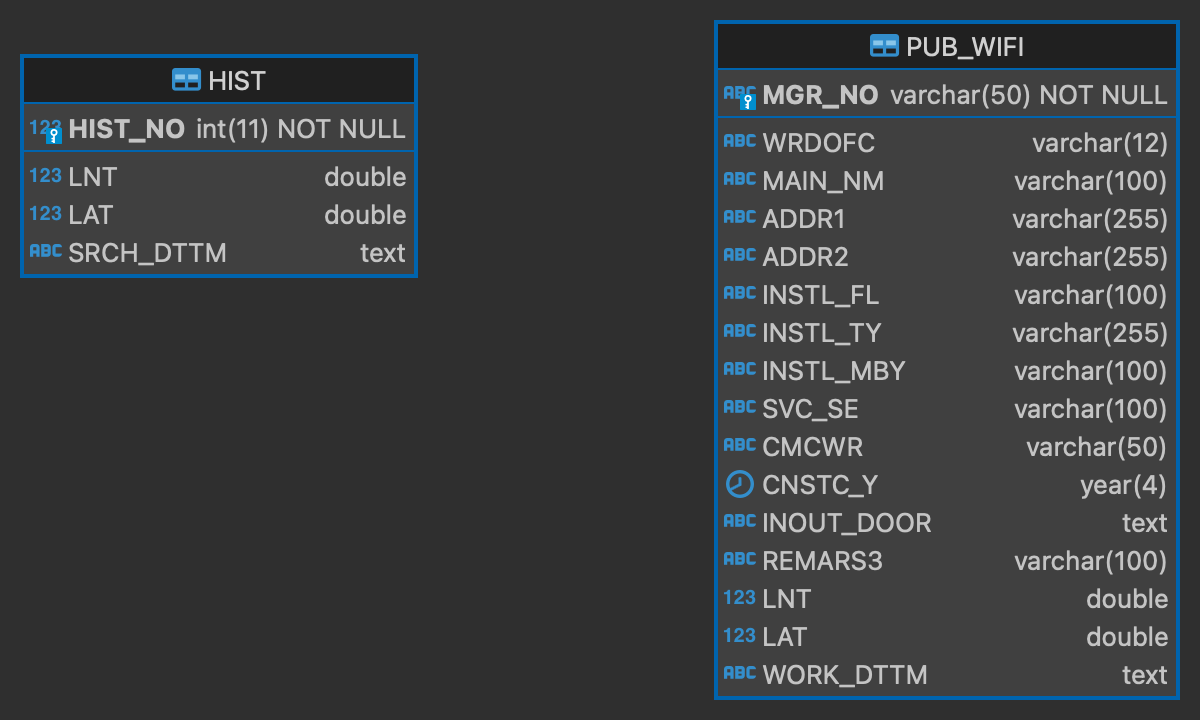 HIST
123 HIST_NO int(11) NOT NULL
123 LNT double
123 LAT double
ABC SRCH_DTTM text
PUB_WIFI
ABC MGR_NO varchar(50) NOT NULL
ABC WRDOFC varchar(12)
ABC MAIN_NM varchar(100)
ABC ADDR1 varchar(255)
ABC ADDR2 varchar(255)
ABC INSTL_FL varchar(100)
ABC INSTL_TY varchar(255)
ABC INSTL_MBY varchar(100)
ABC SVC_SE varchar(100)
ABC CMCWR varchar(50)
CNSTC_Y year(4)
ABC INOUT_DOOR text
ABC REMARS3 varchar(100)
123 LNT double
123 LAT double
ABC WORK_DTTM text